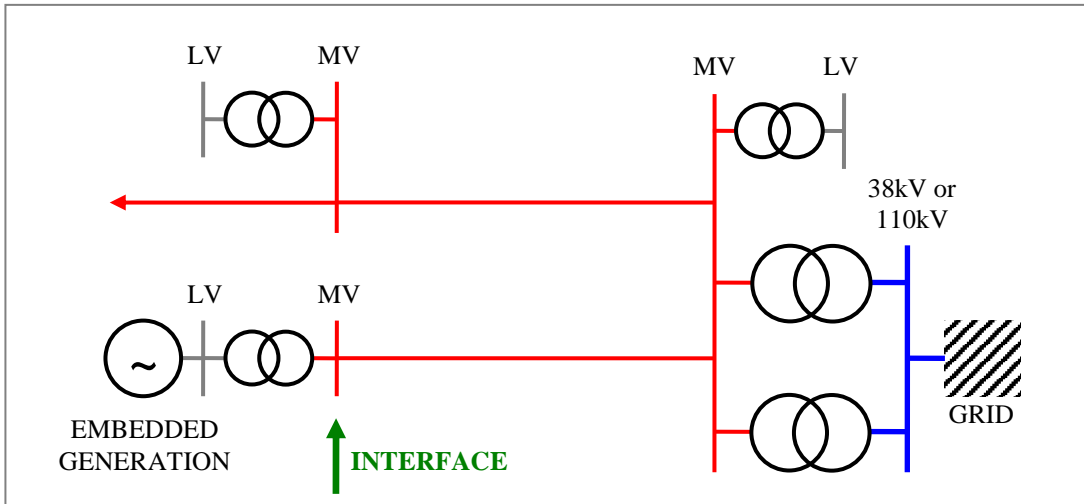 LV
MV
MV
LV
38kV or
110kV
LV
MV
~
EMBEDDED
GENERATION
INTERFACE
GRID